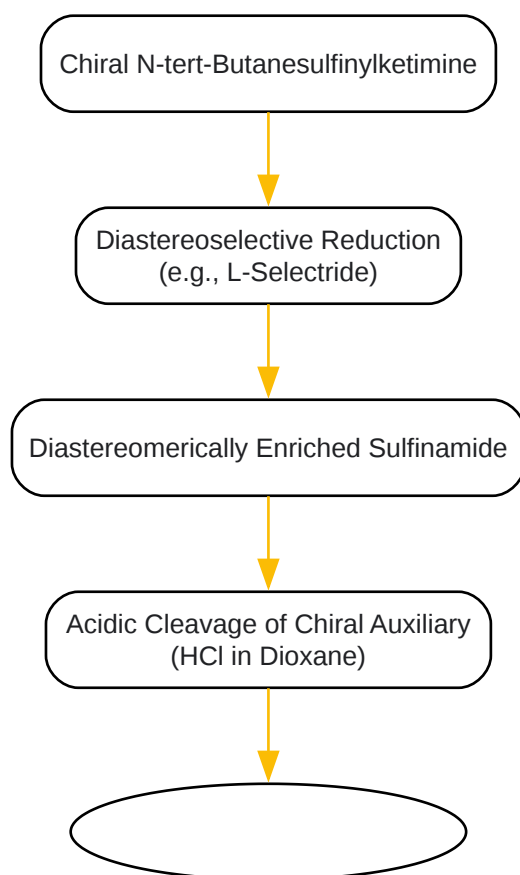 Chiral N-tert-Butanesulfinylketimine
Diastereoselective Reduction
(e.g., L-Selectride)
Diastereomerically Enriched Sulfinamide
Acidic Cleavage of Chiral Auxiliary
(HCl in Dioxane)